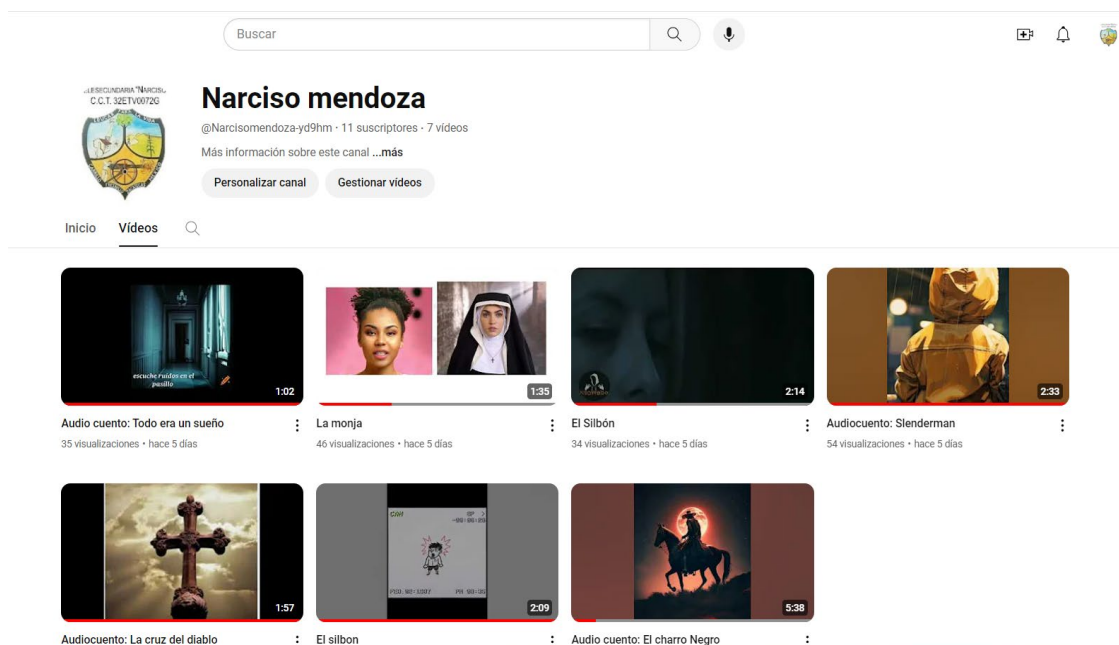 Buscar
C.C.T. 32ETV0072G
Narciso mendoza
@Narcisomendoza-yd9hm · 11 suscriptores · 7 vídeos
Más información sobre este canal ...más
Personalizar canal Gestionar vídeos
Inicio Vídeos
escuche ruidos en el
pasillo
1:02 1:35 2:14 2:33
Audio cuento: Todo era un sueño La monja El Silbón Audiocuento: Slenderman
35 visualizaciones • hace 5 días 46 visualizaciones • hace 5 días 34 visualizaciones • hace 5 días 54 visualizaciones • hace 5 días
1:57 2:09 5:38
Audiocuento: La cruz del diablo El silbon Audio cuento: El charro Negro